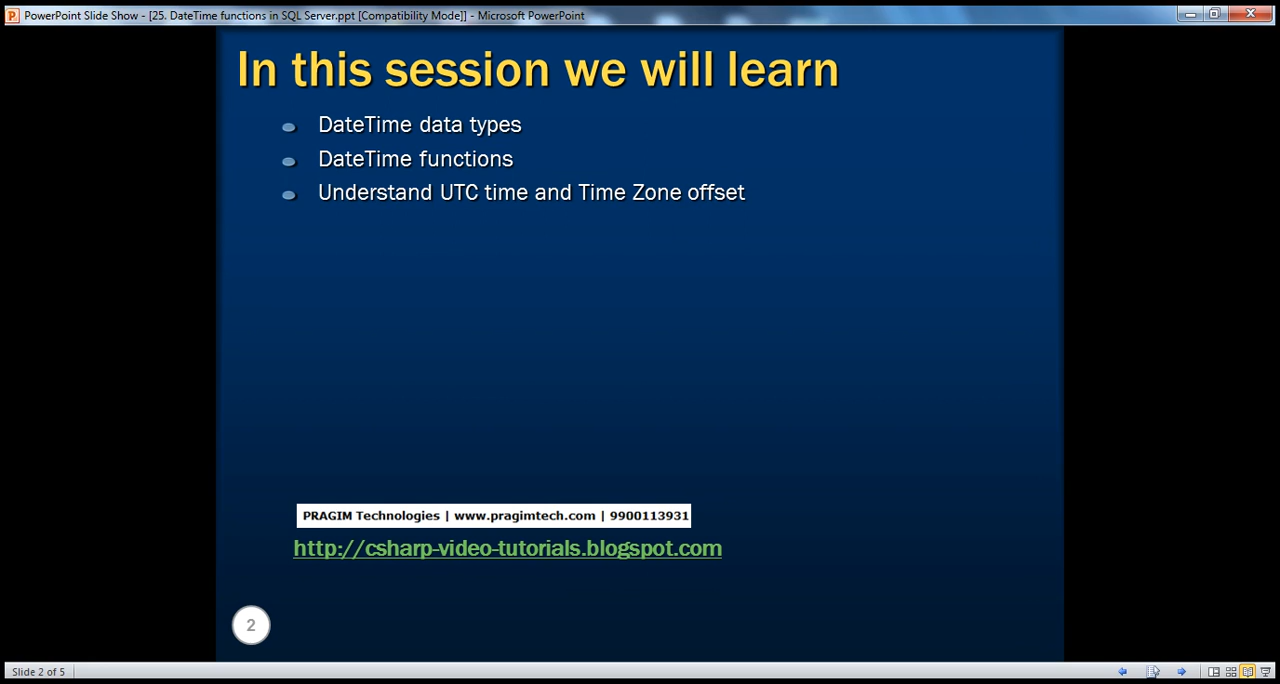 PowerPoint Slide Show - [25. DateTime functions in SQL Server.ppt [Compatibility Mode]] - Microsoft PowerPoint
In this session we will learn
DateTime data types
DateTime functions
Understand UTC time and Time Zone offset
PRAGIM Technologies | www.pragimtech.com | 9900113931
http://csharp-video-tutorials.blogspot.com
2
Slide 2 of 5